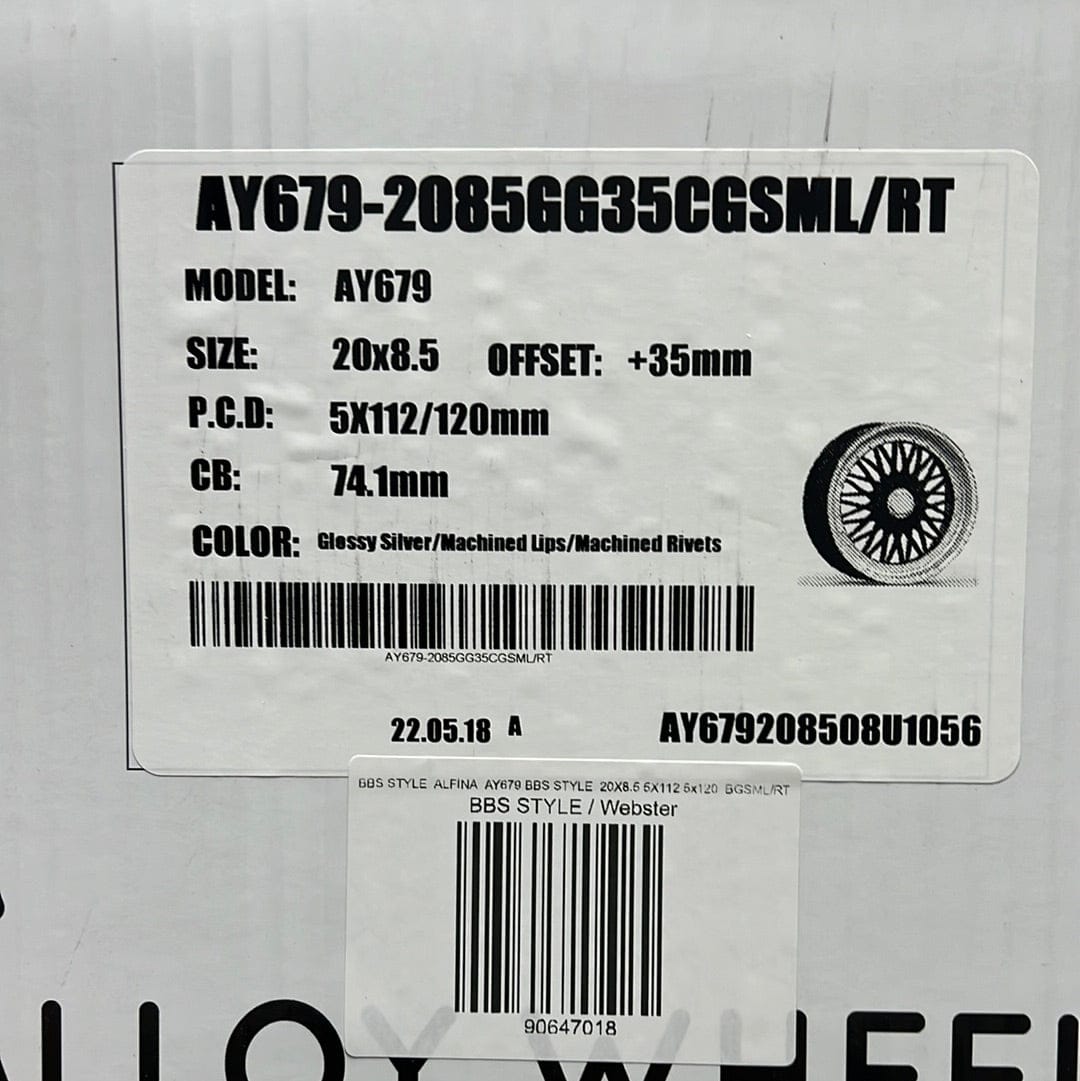 AY679-2085GG35CGSML/RT
MODEL: AY679
SIZE: 20x8.5 OFFSET: +35mm
P.C.D: 5X112/120mm
CB: 74.1mm
COLOR: Glossy Silver/Machined Lips/Machined Rivets
AY679-2085GG35CGSML/RT
22.05.18 A AY679208508U1056
BBS STYLE ALFINA AY679 BBS STYLE 20X8.5 5X112 5x120 BGSML/RT
BBS STYLE / Webster
90647018
ALLOY WHEEL